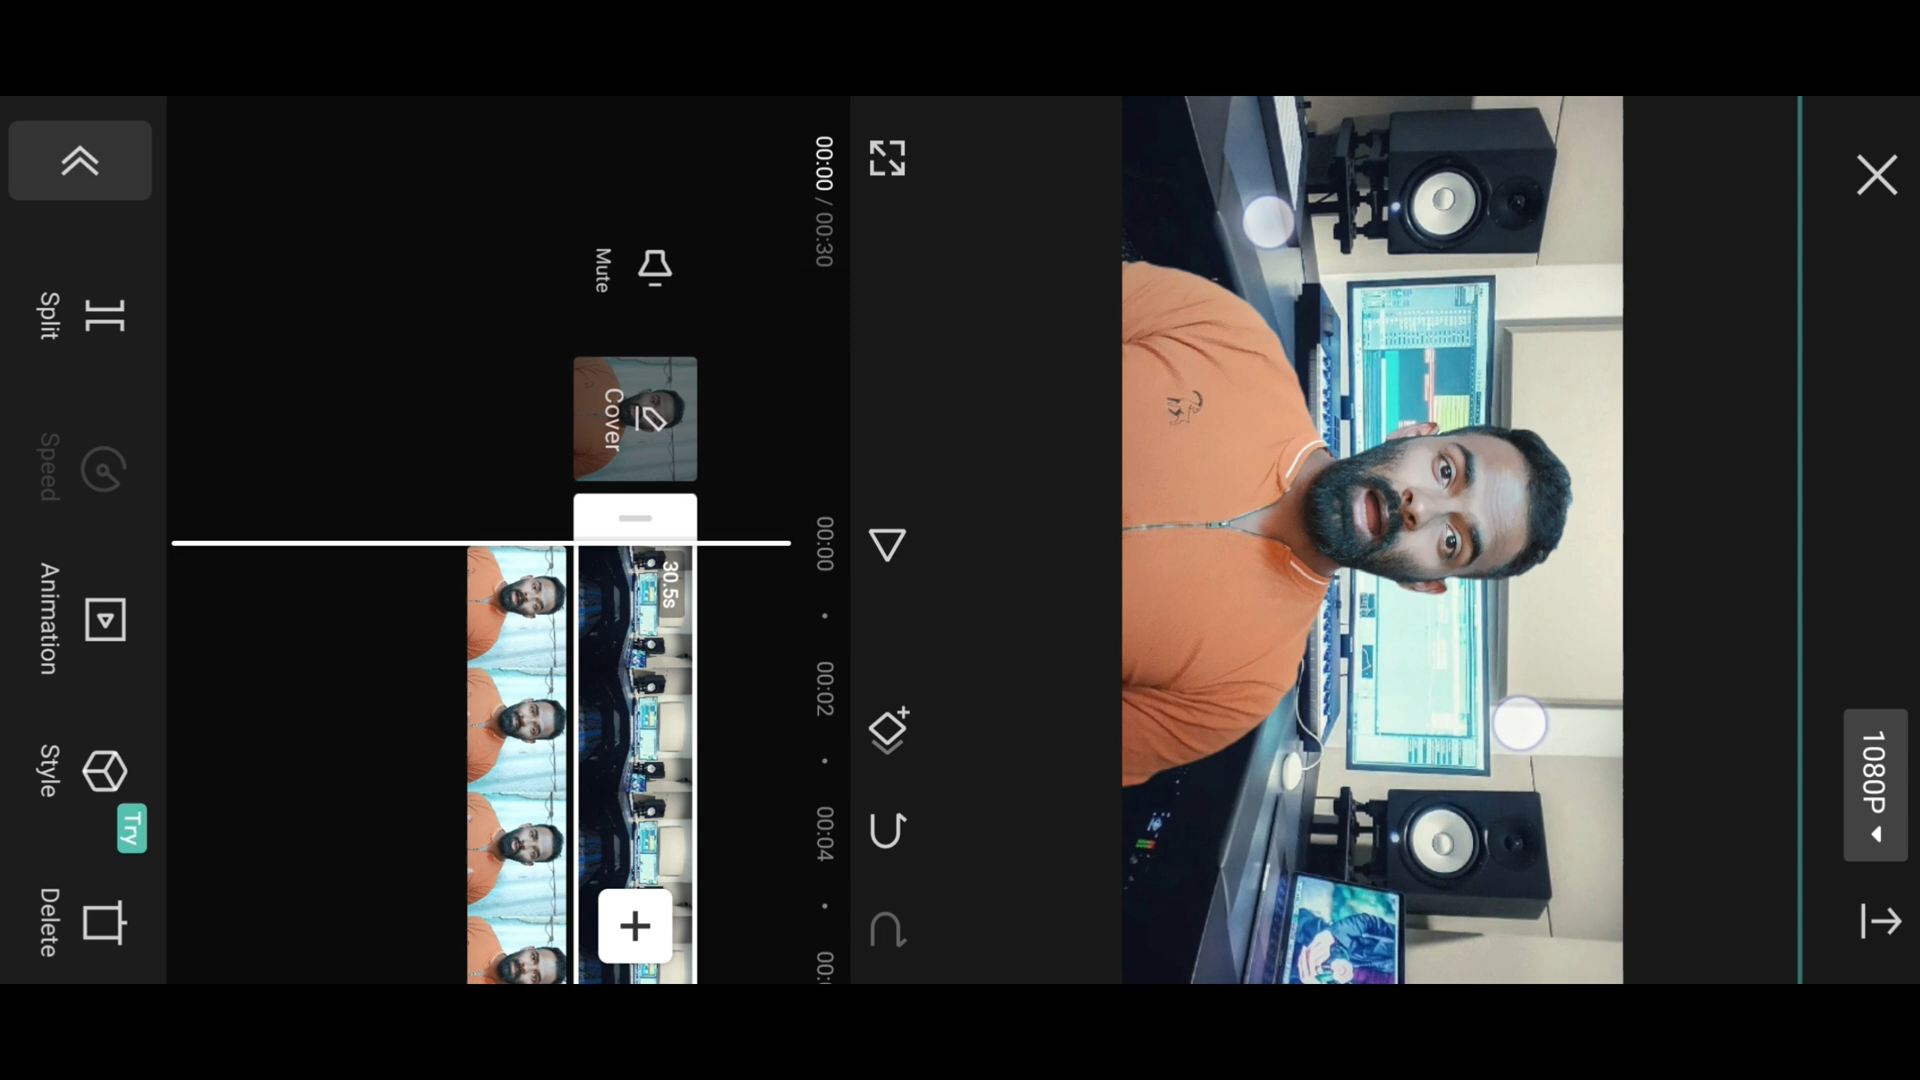 1080P
00:00 / 00:30
00:00
00:02
00:04
Mute
Cover
30.5s
Split
Speed
Animation
Style
Try
Delete